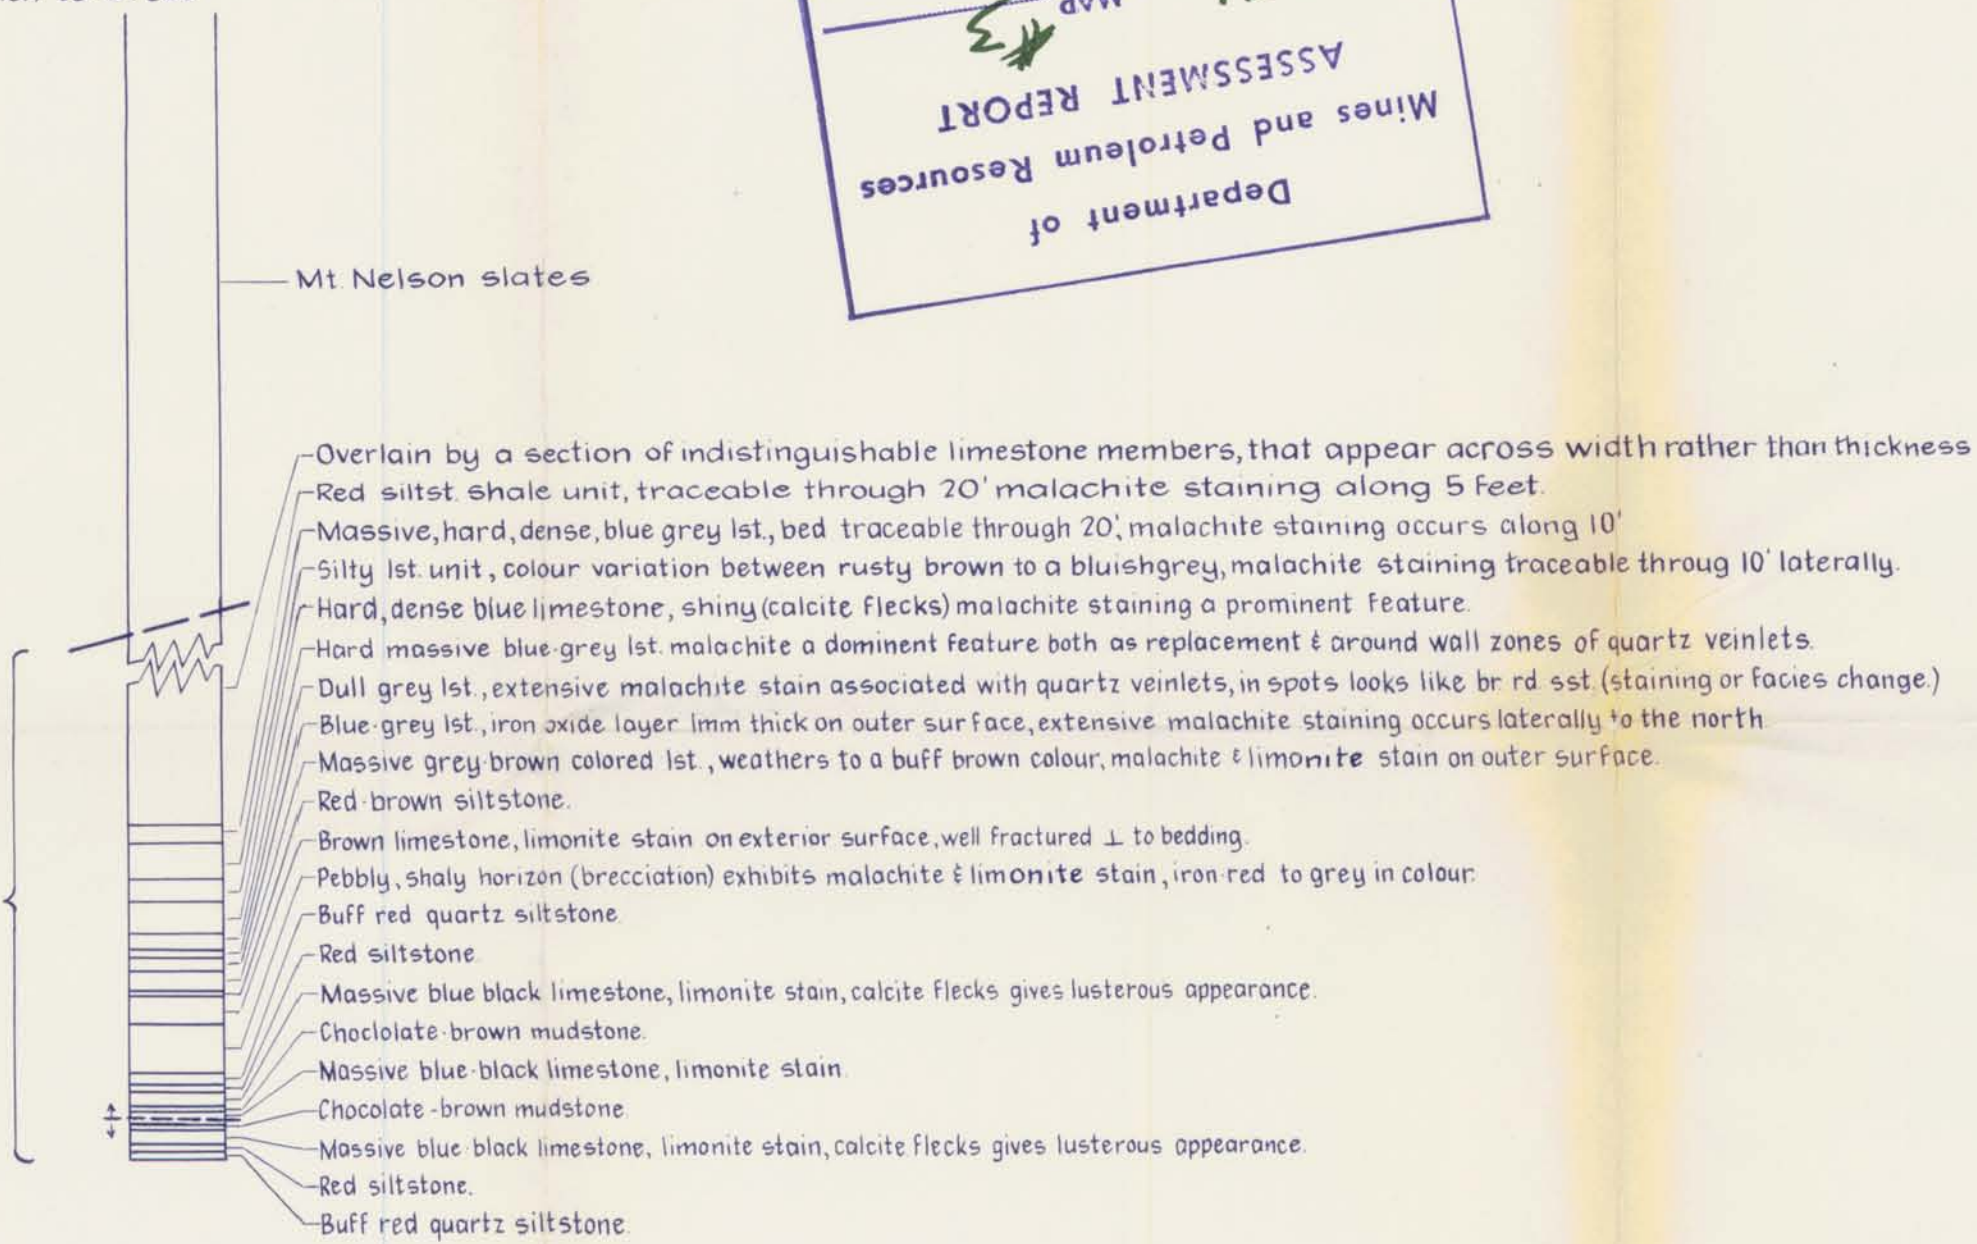 MAP
#3
ASSESSMENT REPORT
Mines and Petroleum Resources
Department of
Mt. Nelson slates
Overlain by a section of indistinguishable limestone members, that appear across width rather than thickness
Red siltst. shale unit, traceable through 20' malachite staining along 5 feet.
Massive, hard, dense, blue grey lst., bed traceable through 20', malachite staining occurs along 10'
Silty lst. unit, colour variation between rusty brown to a bluishgrey, malachite staining traceable throug 10' laterally.
Hard, dense blue limestone, shiny (calcite flecks) malachite staining a prominent feature.
Hard massive blue-grey lst. malachite a dominent feature both as replacement & around wall zones of quartz veinlets.
Dull grey lst., extensive malachite stain associated with quartz veinlets, in spots looks like br. rd. sst. (staining or facies change.)
Blue-grey lst., iron oxide layer 1mm thick on outer surface, extensive malachite staining occurs laterally to the north
Massive grey-brown colored lst., weathers to a buff brown colour, malachite & limonite stain on outer surface.
Red-brown siltstone.
Brown limestone, limonite stain on exterior surface, well fractured ⊥ to bedding.
Pebbly, shaly horizon (brecciation) exhibits malachite & limonite stain, iron-red to grey in colour.
Buff red quartz siltstone
Red siltstone
Massive blue black limestone, limonite stain, calcite flecks gives lusterous appearance.
Choclolate-brown mudstone.
Massive blue-black limestone, limonite stain
Chocolate-brown mudstone
Massive blue black limestone, limonite stain, calcite flecks gives lusterous appearance.
Red siltstone.
Buff red quartz siltstone.